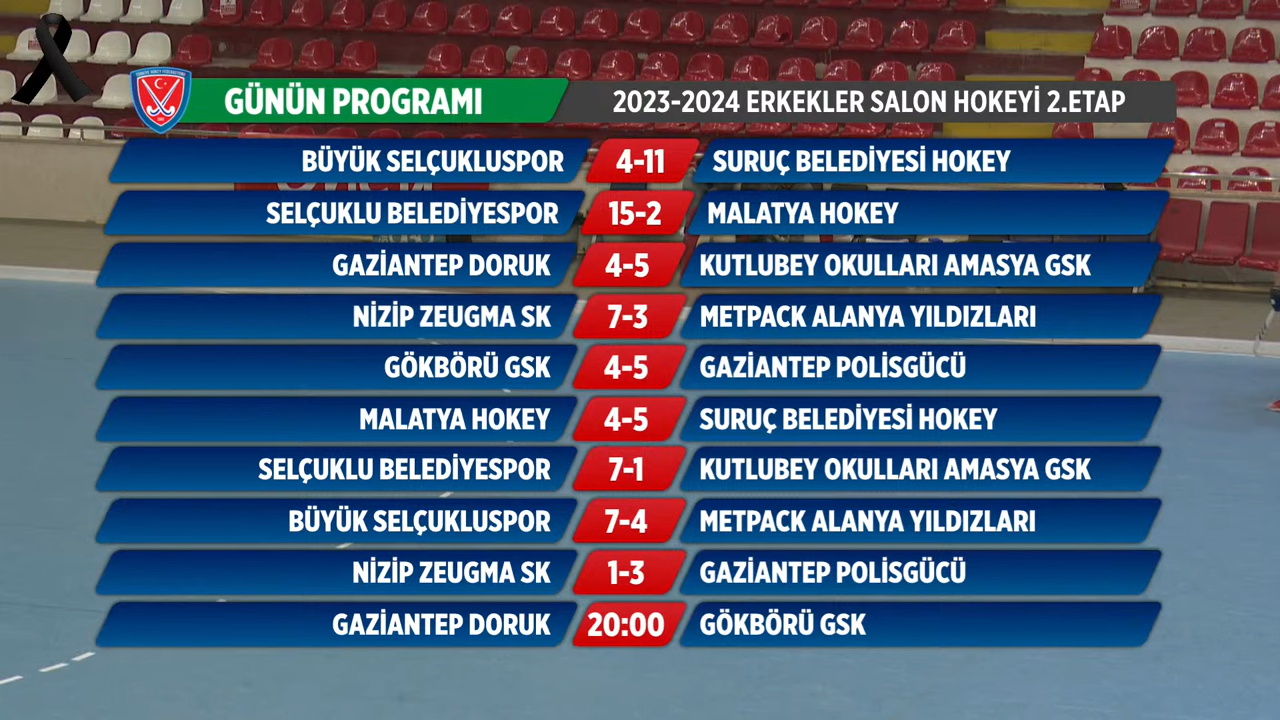 GÜNÜN PROGRAMI
2023-2024 ERKEKLER SALON HOKEYİ 2.ETAP
BÜYÜK SELÇUKLUSPOR 4-11 SURUÇ BELEDİYESİ HOKEY
SELÇUKLU BELEDİYESPOR 15-2 MALATYA HOKEY
GAZİANTEP DORUK 4-5 KUTLUBEY OKULLARI AMASYA GSK
NİZİP ZEUGMA SK 7-3 METPACK ALANYA YILDIZLARI
GÖKBÖRÜ GSK 4-5 GAZİANTEP POLİSGÜCÜ
MALATYA HOKEY 4-5 SURUÇ BELEDİYESİ HOKEY
SELÇUKLU BELEDİYESPOR 7-1 KUTLUBEY OKULLARI AMASYA GSK
BÜYÜK SELÇUKLUSPOR 7-4 METPACK ALANYA YILDIZLARI
NİZİP ZEUGMA SK 1-3 GAZİANTEP POLİSGÜCÜ
GAZİANTEP DORUK 20:00 GÖKBÖRÜ GSK